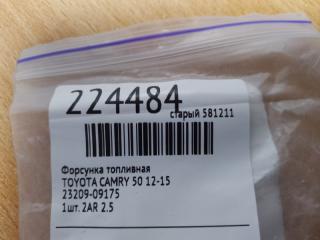 224484
старый 581211
Форсунка топливная
TOYOTA CAMRY 50 12-15
23209-09175
1шт. 2AR 2.5